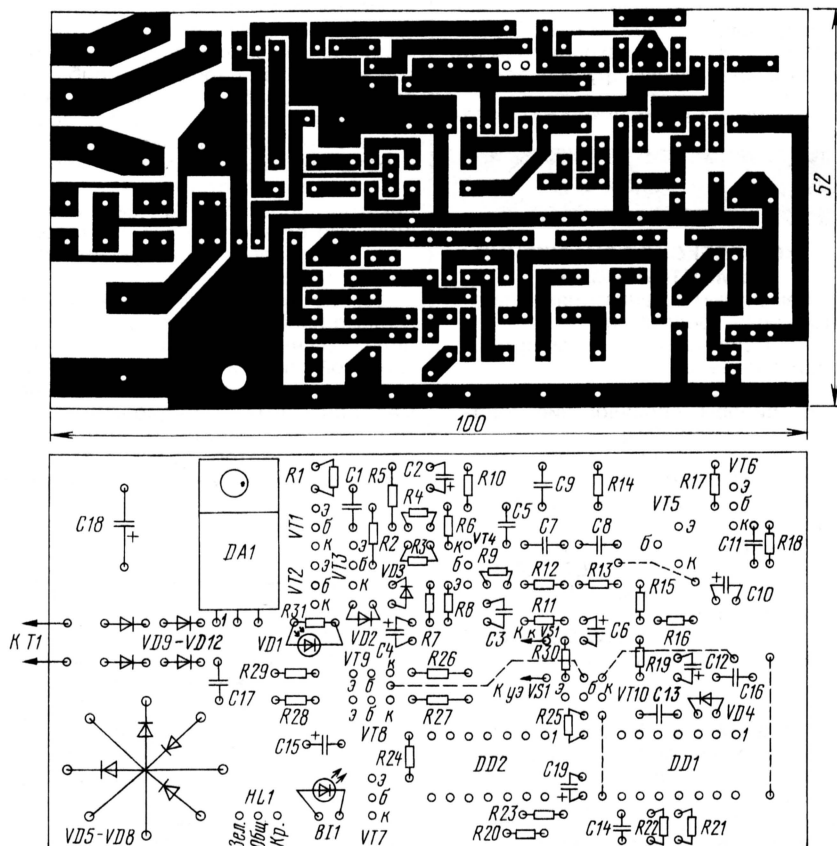 52
100
C18
DA1
1
R1
C1
R5
C2
R4
R10
C9
R14
R17
VT6
э
б
к
VT1
э
б
к
VT3
э
б
к
R2
R3
R6
VT4
к
б
э
C5
C7
C8
R9
VT5
э
б
к
C11
R18
VT2
э
б
к
VD3
R12
R13
R15
C10
R31
VD1
VD2
C4
R7
R8
C3
R11
К к VS1
C6
R16
К Т1
VD9-VD12
R29
C17
VT9
э б к
R26
R30
К уэ VS1
э б к
VT10
R19
C12
C16
R28
э б к
VT8
R27
R25
C13
VD4
C15
R24
DD2
1
DD1
1
C19
VD5-VD8
HL1
Зел.
Общ
Кр.
BI1
э
б
к
VT7
R23
R20
C14
R22
R21